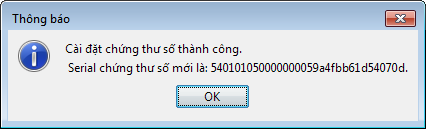 Thông báo
Cài đặt chứng thư số thành công.
Serial chứng thư số mới là: 540101050000000059a4fbb61d54070d.
OK